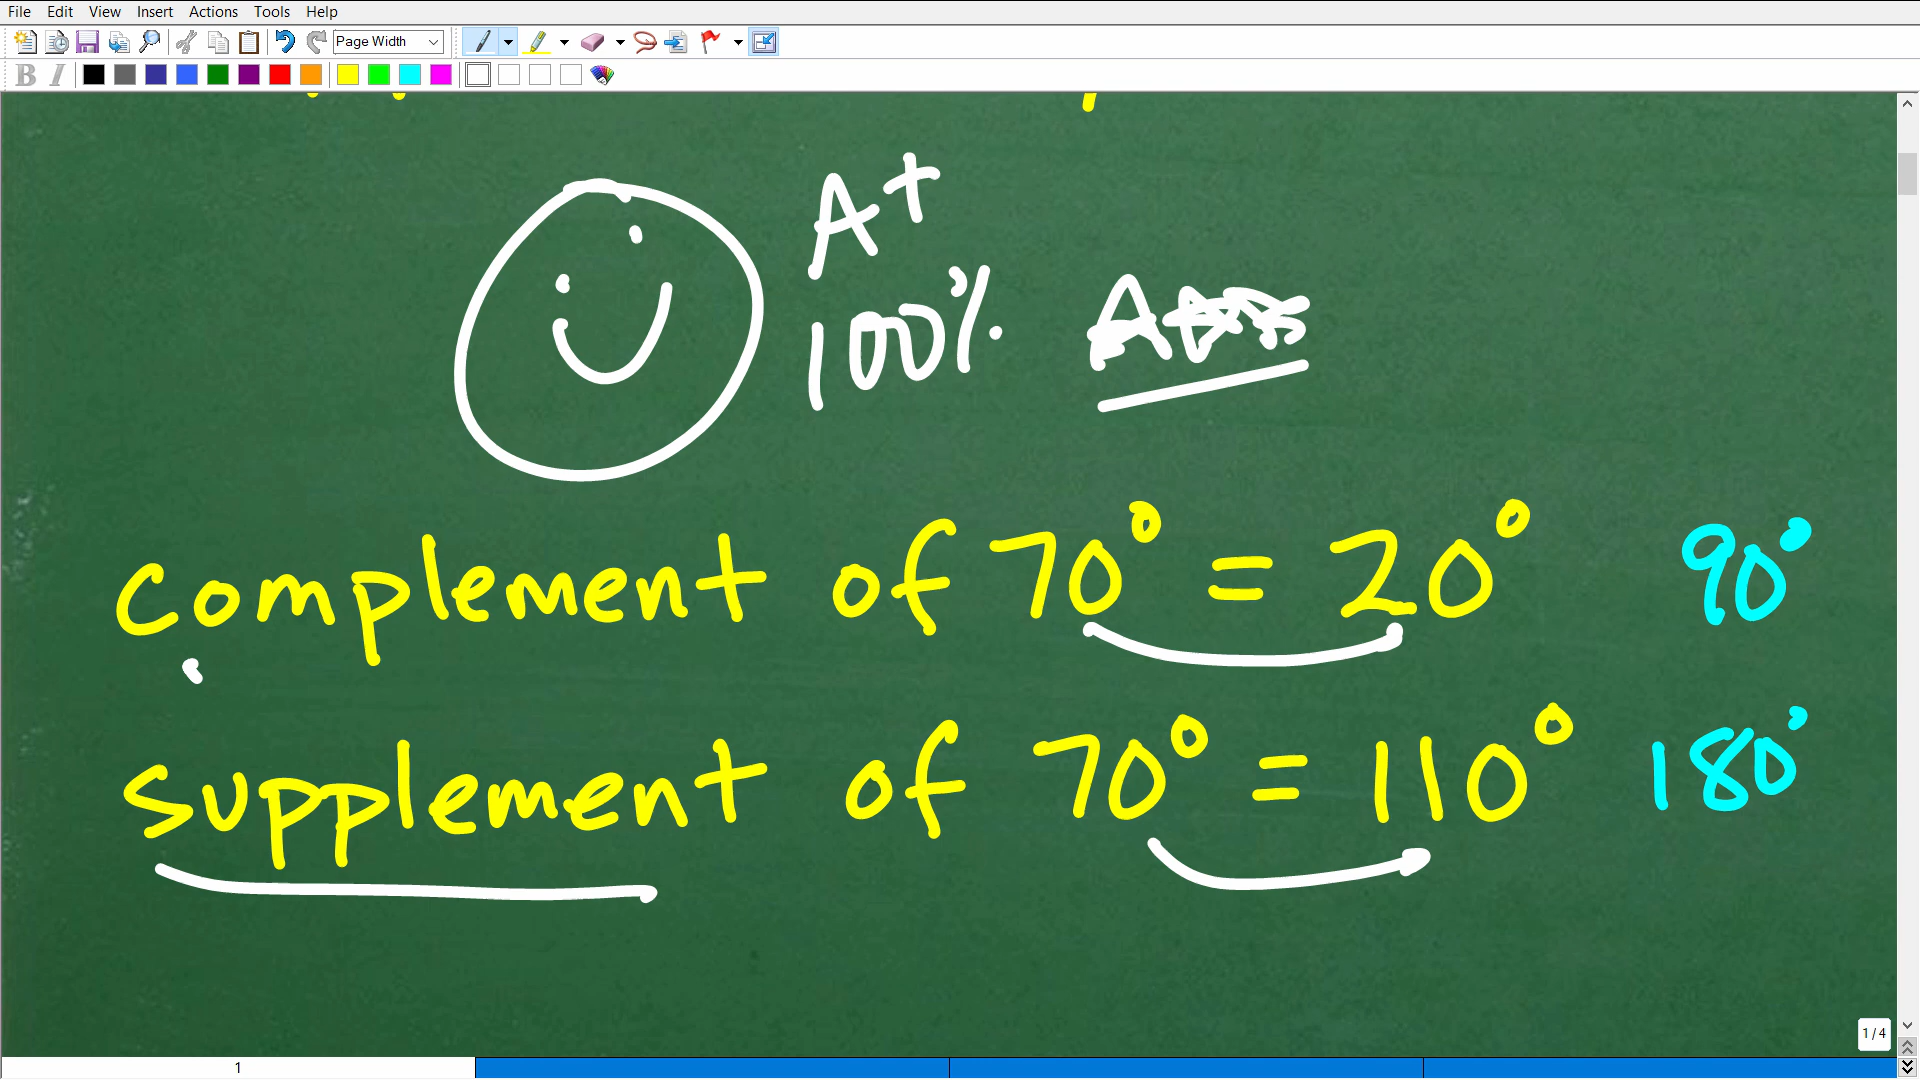 File Edit View Insert Actions Tools Help
Page Width
B I
A+
100%
Complement of 70° = 20° 90°
Supplement of 70° = 110° 180°
1 / 4
1